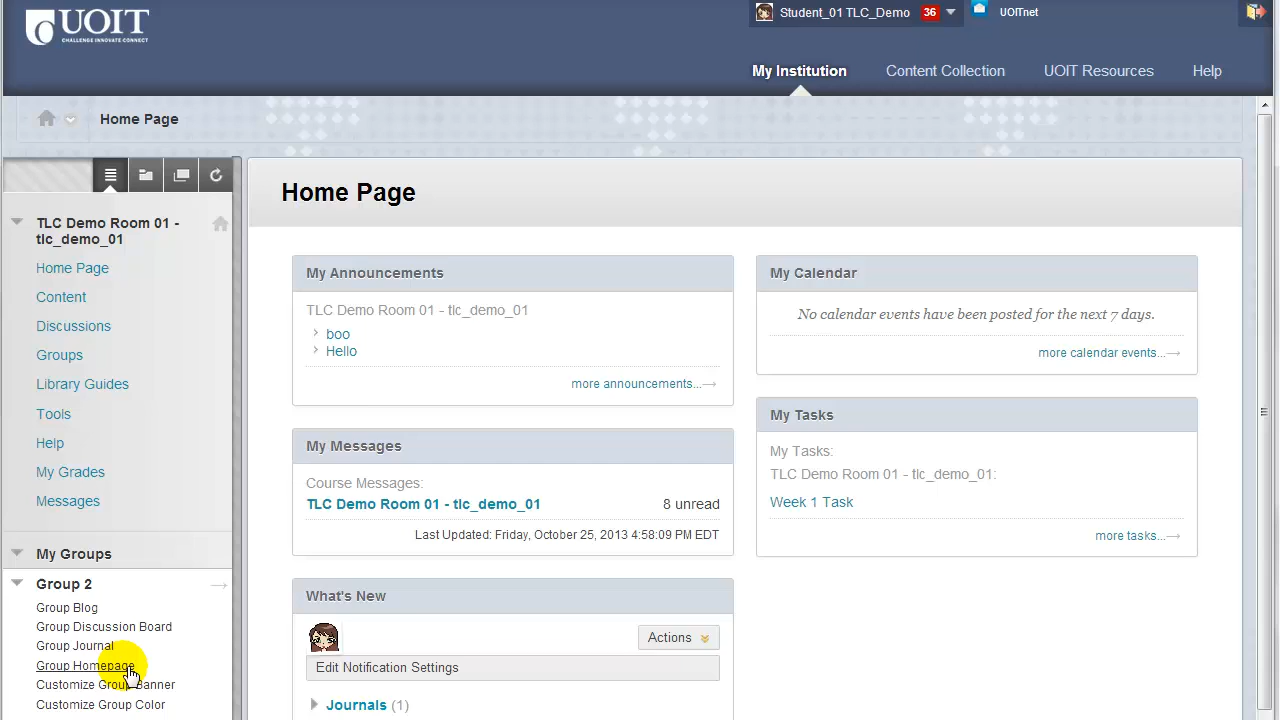 UOIT
CHALLENGE INNOVATE CONNECT
Student_01 TLC_Demo 36
UOITnet
My Institution
Content Collection
UOIT Resources
Help
Home Page
TLC Demo Room 01 -
tlc_demo_01
Home Page
Content
Discussions
Groups
Library Guides
Tools
Help
My Grades
Messages
My Groups
Group 2
Group Blog
Group Discussion Board
Group Journal
Group Homepage
Customize Group Banner
Customize Group Color
Home Page
My Announcements
TLC Demo Room 01 - tlc_demo_01
boo
Hello
more announcements...
My Messages
Course Messages:
TLC Demo Room 01 - tlc_demo_01 8 unread
Last Updated: Friday, October 25, 2013 4:58:09 PM EDT
What's New
Actions
Edit Notification Settings
Journals (1)
My Calendar
No calendar events have been posted for the next 7 days.
more calendar events...
My Tasks
My Tasks:
TLC Demo Room 01 - tlc_demo_01:
Week 1 Task
more tasks...